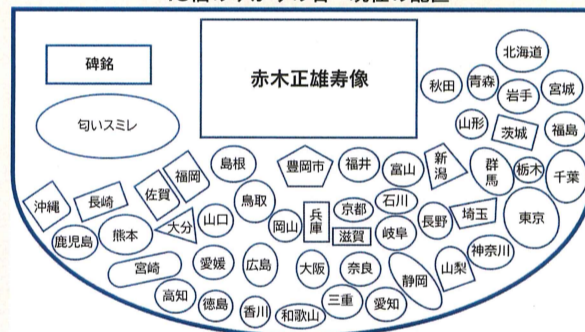 碑銘
赤木正雄寿像
北海道
秋田
青森
岩手
宮城
匂いスミレ
山形
茨城
福島
島根
豊岡市
福井
富山
新潟
群馬
栃木
千葉
福岡
佐賀
長崎
沖縄
鳥取
兵庫
京都
石川
大分
山口
岡山
滋賀
岐阜
長野
埼玉
東京
鹿児島
熊本
宮崎
愛媛
広島
大阪
奈良
静岡
山梨
神奈川
高知
徳島
香川
和歌山
三重
愛知